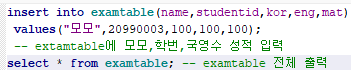 insert into examtable(name,studentid,kor,eng,mat)
values("모모",20990003,100,100,100);
-- extamtable에 모모,학번,국영수 성적 입력
select * from examtable; -- examtable 전체 출력